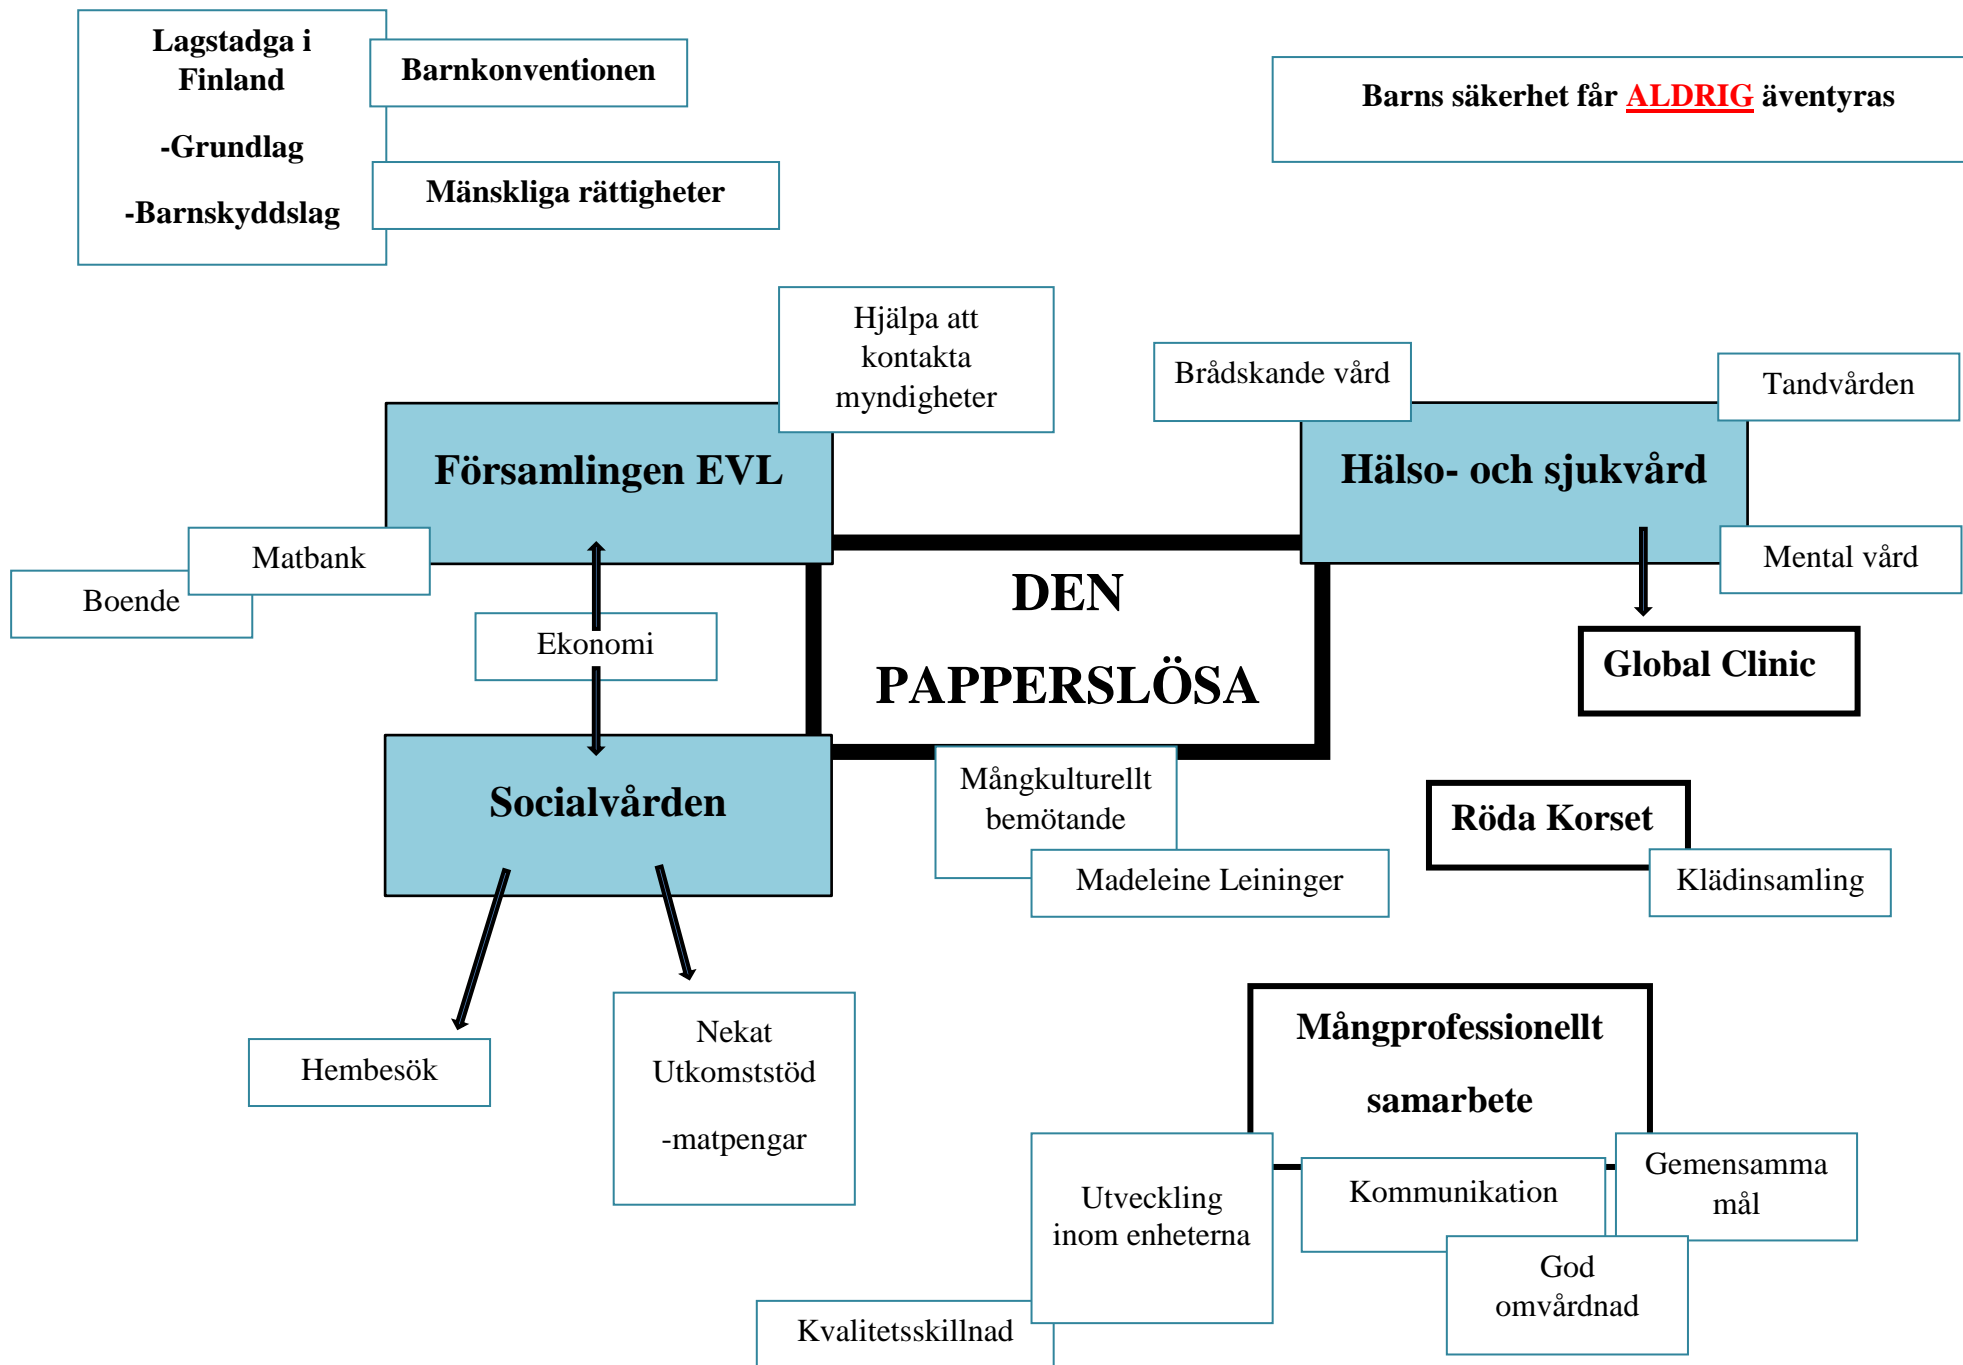 Lagstadga i
Finland
-Grundlag
-Barnskyddslag
Barnkonventionen
Mänskliga rättigheter
Barns säkerhet får ALDRIG äventyras
Hjälpa att
kontakta
myndigheter
Församlingen EVL
Matbank
Boende
Ekonomi
Brådskande vård
Tandvården
Hälso- och sjukvård
Mental vård
Global Clinic
DEN
PAPPERSLÖSA
Socialvården
Mångkulturellt
bemötande
Madeleine Leininger
Röda Korset
Klädinsamling
Hembesök
Nekat
Utkomststöd
-matpengar
Mångprofessionellt
samarbete
Utveckling
inom enheterna
Kommunikation
Gemensamma
mål
God
omvårdnad
Kvalitetsskillnad